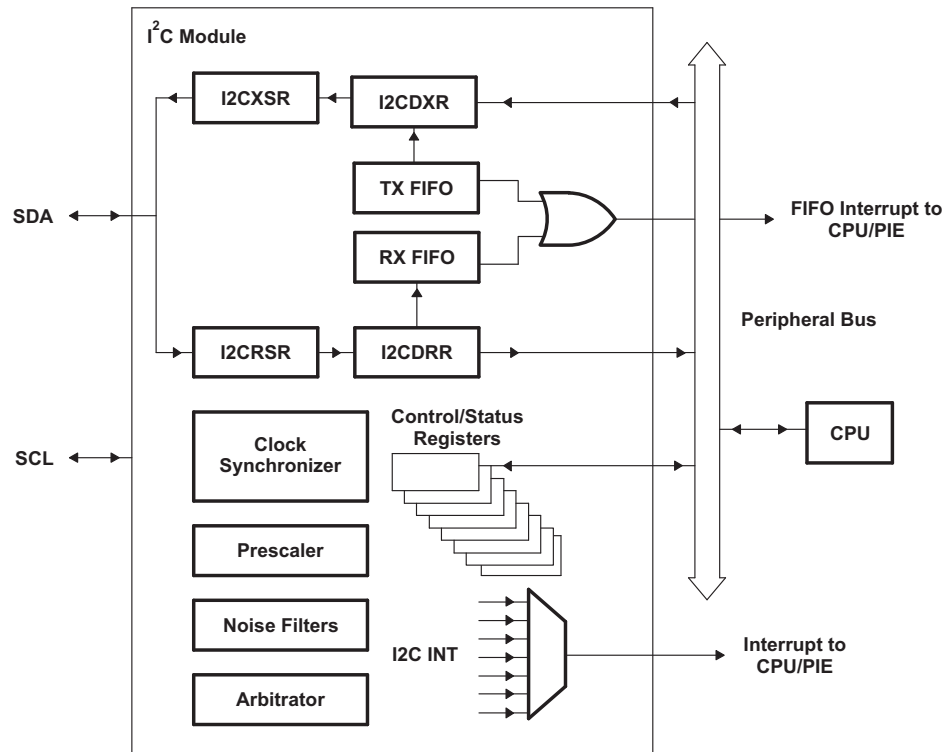 I²C Module
I2CXSR
I2CDXR
TX FIFO
SDA
FIFO Interrupt to
CPU/PIE
RX FIFO
Peripheral Bus
I2CRSR
I2CDRR
Control/Status
Registers
CPU
Clock
Synchronizer
SCL
Prescaler
Noise Filters
I2C INT
Interrupt to
CPU/PIE
Arbitrator